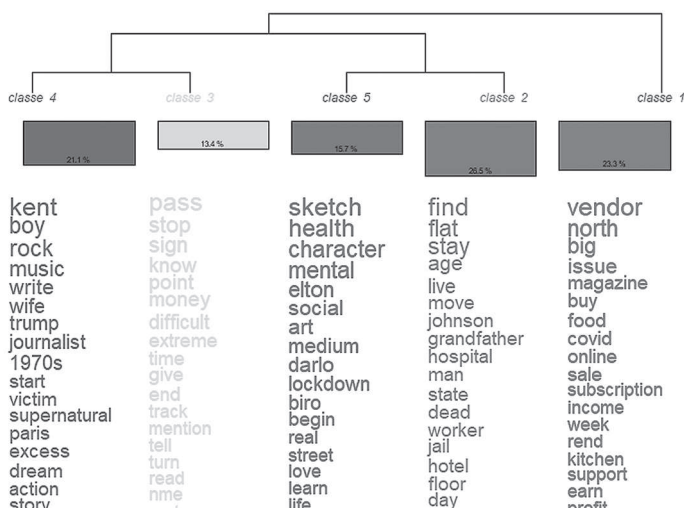 classe 4
classe 3
classe 5
classe 2
classe 1
21.1 %
13.4 %
15.7 %
26.5 %
23.3 %
kent
boy
rock
music
write
wife
trump
journalist
1970s
start
victim
supernatural
paris
excess
dream
action
story
pass
stop
sign
know
point
money
difficult
extreme
time
give
end
track
mention
tell
turn
read
nme
sketch
health
character
mental
elton
social
art
medium
darlo
lockdown
biro
begin
real
street
love
learn
life
find
flat
stay
age
live
move
johnson
grandfather
hospital
man
state
dead
worker
jail
hotel
floor
day
vendor
north
big
issue
magazine
buy
food
covid
online
sale
subscription
income
week
rend
kitchen
support
earn
profit